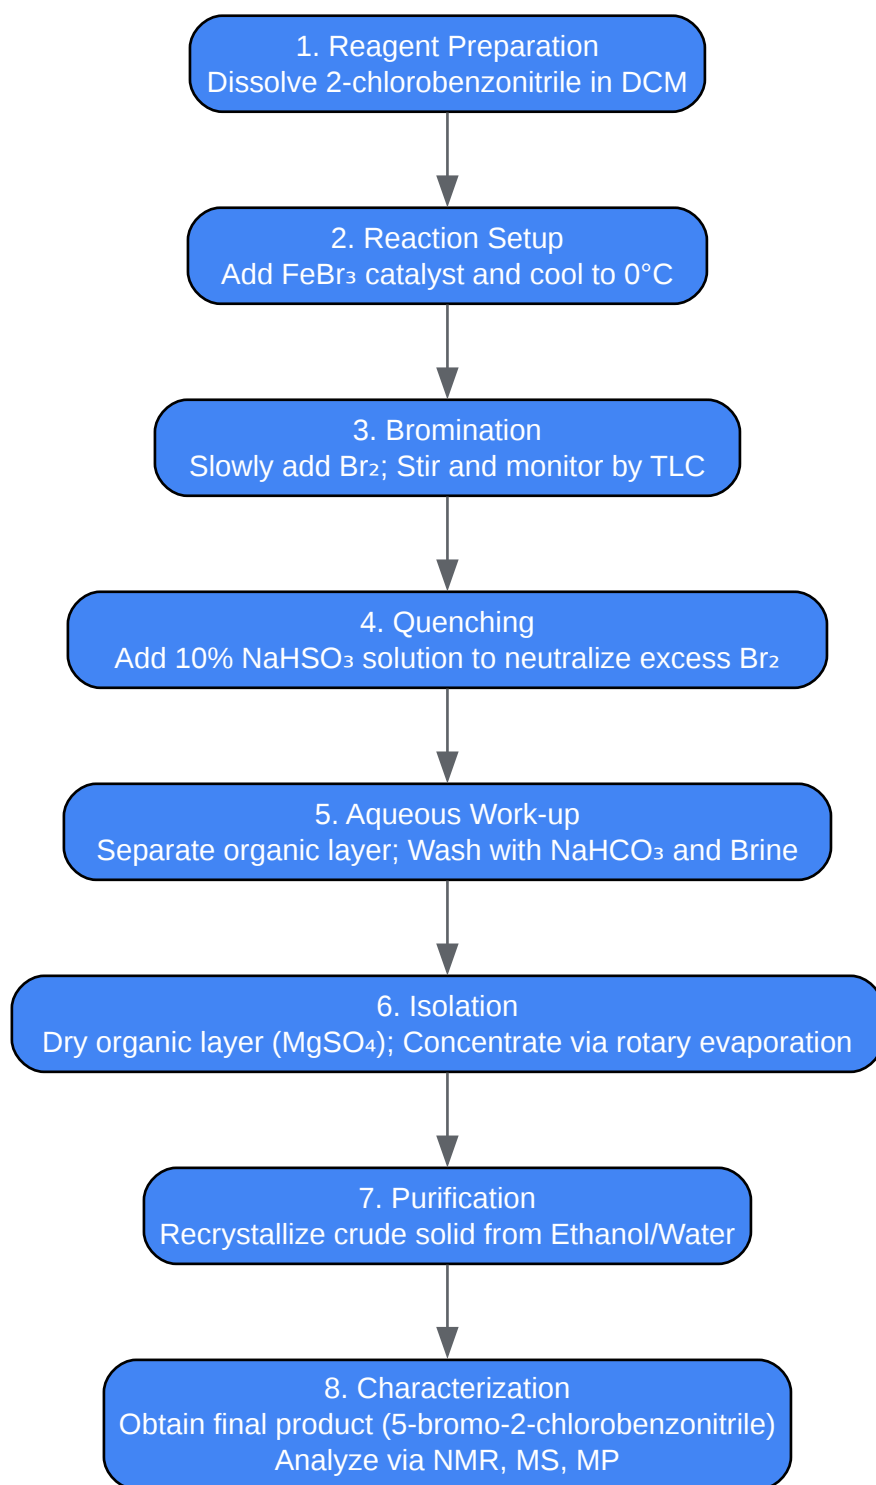 1. Reagent Preparation
Dissolve 2-chlorobenzonitrile in DCM
2. Reaction Setup
Add FeBr₃ catalyst and cool to 0°C
3. Bromination
Slowly add Br₂; Stir and monitor by TLC
4. Quenching
Add 10% NaHSO₃ solution to neutralize excess Br₂
5. Aqueous Work-up
Separate organic layer; Wash with NaHCO₃ and Brine
6. Isolation
Dry organic layer (MgSO₄); Concentrate via rotary evaporation
7. Purification
Recrystallize crude solid from Ethanol/Water
8. Characterization
Obtain final product (5-bromo-2-chlorobenzonitrile)
Analyze via NMR, MS, MP